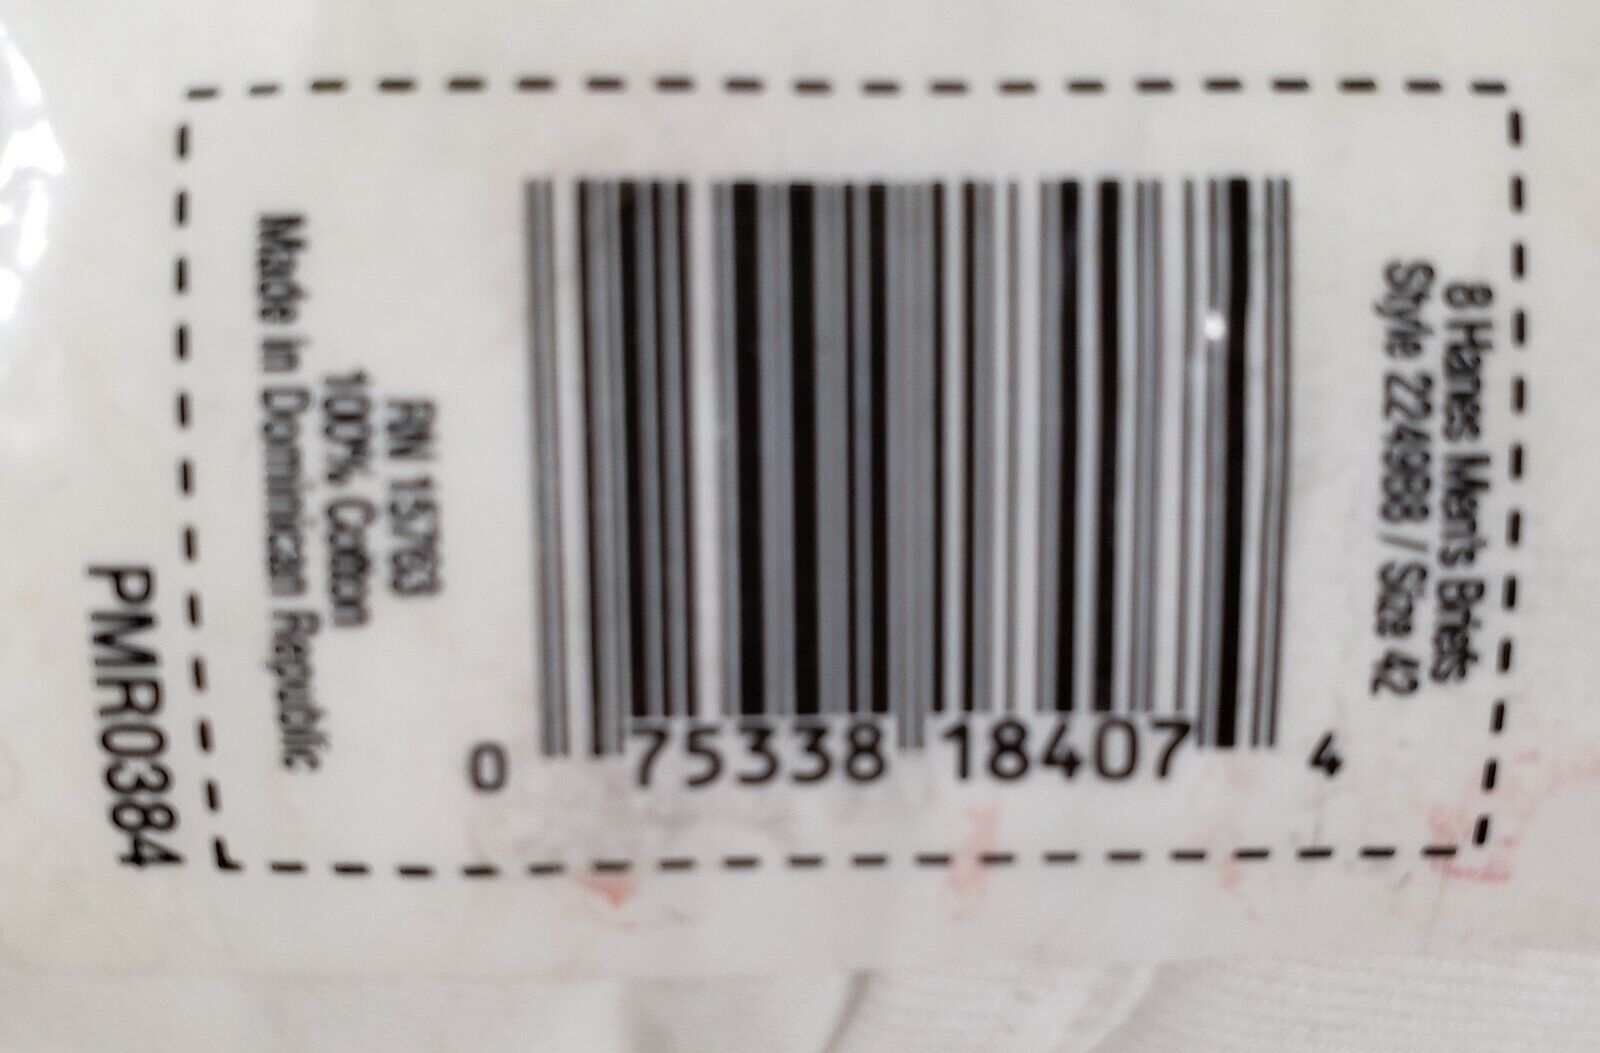 8 Hanes Men's Briefs
Style 2249B8 / Size 42
0 75338 18407 4
RN 15763
100% Cotton
Made in Dominican Republic
PMR0384